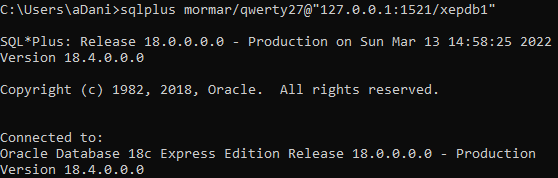 C:\Users\aDani>sqlplus mormar/qwerty27@"127.0.0.1:1521/xepdb1"
SQL*Plus: Release 18.0.0.0.0 - Production on Sun Mar 13 14:58:25 2022
Version 18.4.0.0.0
Copyright (c) 1982, 2018, Oracle.  All rights reserved.
Connected to:
Oracle Database 18c Express Edition Release 18.0.0.0.0 - Production
Version 18.4.0.0.0